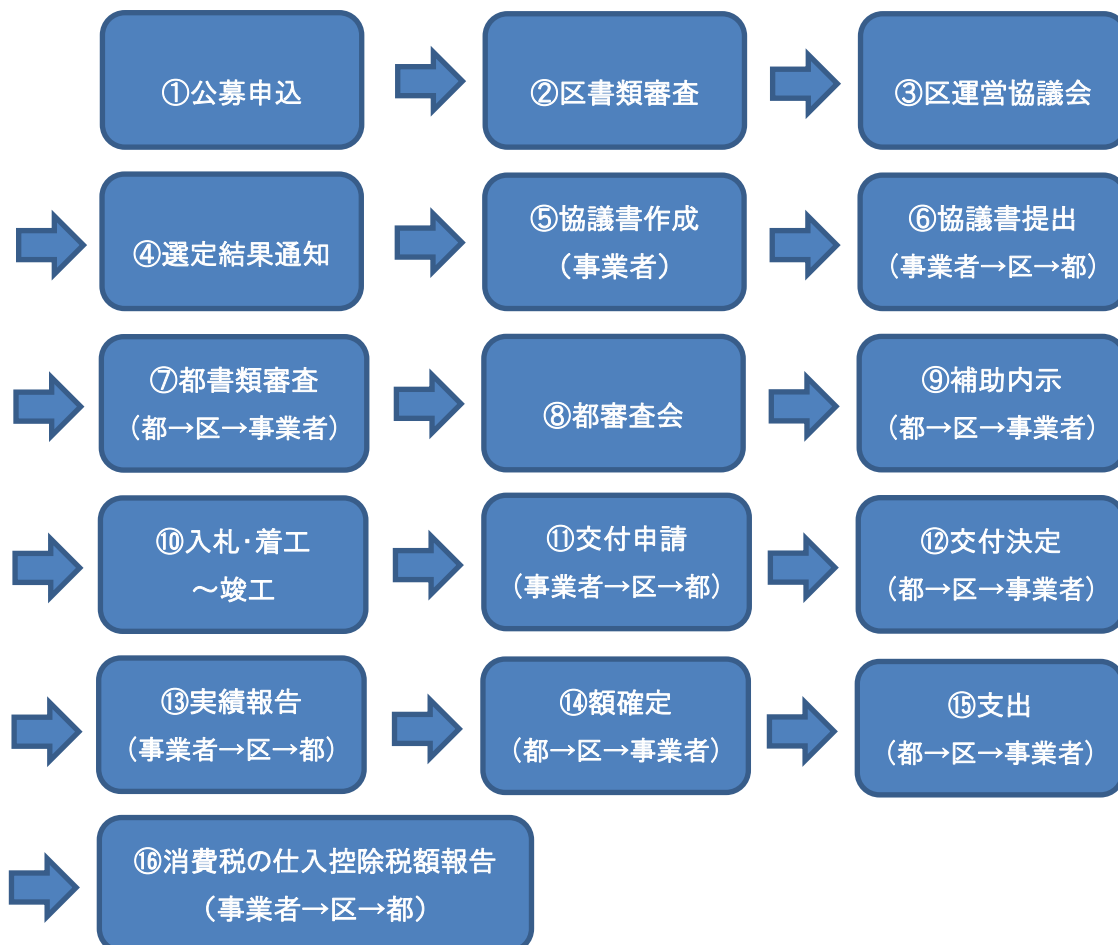 ①公募申込
②区書類審査
③区運営協議会
④選定結果通知
⑤協議書作成
（事業者）
⑥協議書提出
（事業者→区→都）
⑦都書類審査
（都→区→事業者）
⑧都審査会
⑨補助内示
（都→区→事業者）
⑩入札・着工
～竣工
⑪交付申請
（事業者→区→都）
⑫交付決定
（都→区→事業者）
⑬実績報告
（事業者→区→都）
⑭額確定
（都→区→事業者）
⑮支出
（都→区→事業者）
⑯消費税の仕入控除税額報告
（事業者→区→都）